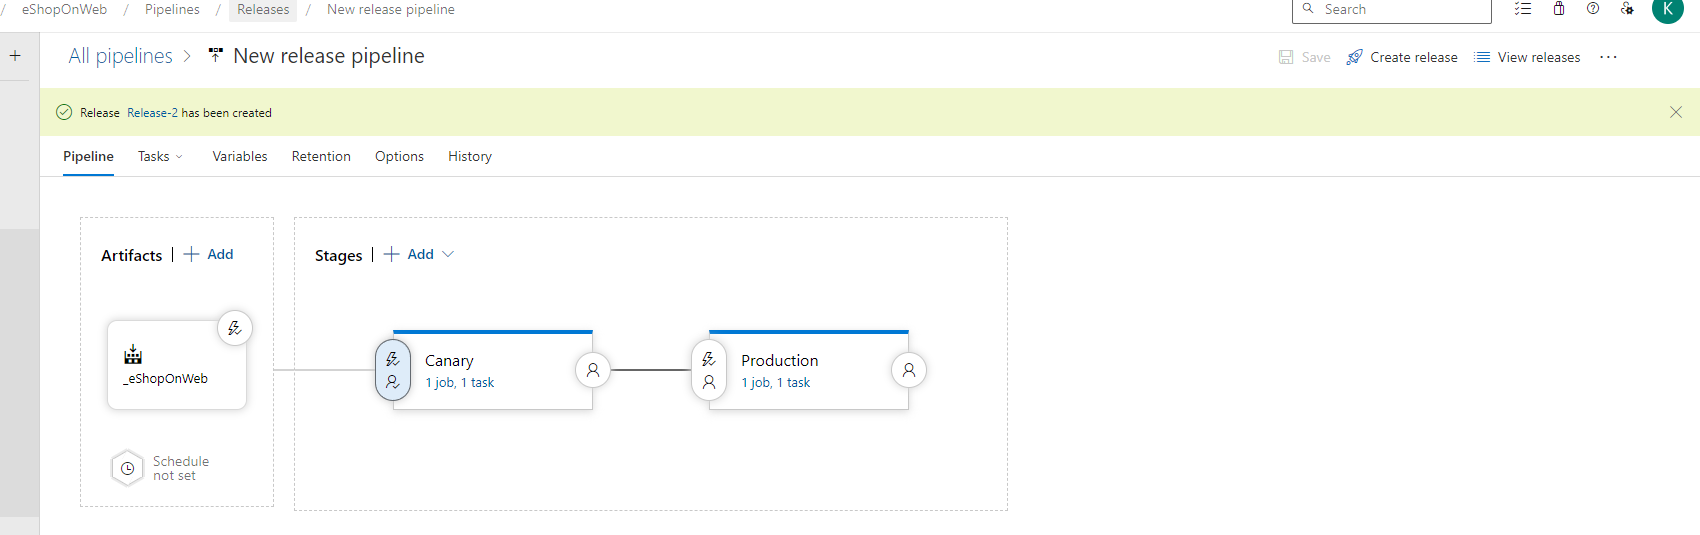 / eShopOnWeb / Pipelines / Releases / New release pipeline
Search
K
+
All pipelines > New release pipeline
Save Create release View releases ...
Release Release-2 has been created
Pipeline Tasks Variables Retention Options History
Artifacts | + Add
Stages | + Add
_eShopOnWeb
Schedule
not set
Canary
1 job, 1 task
Production
1 job, 1 task